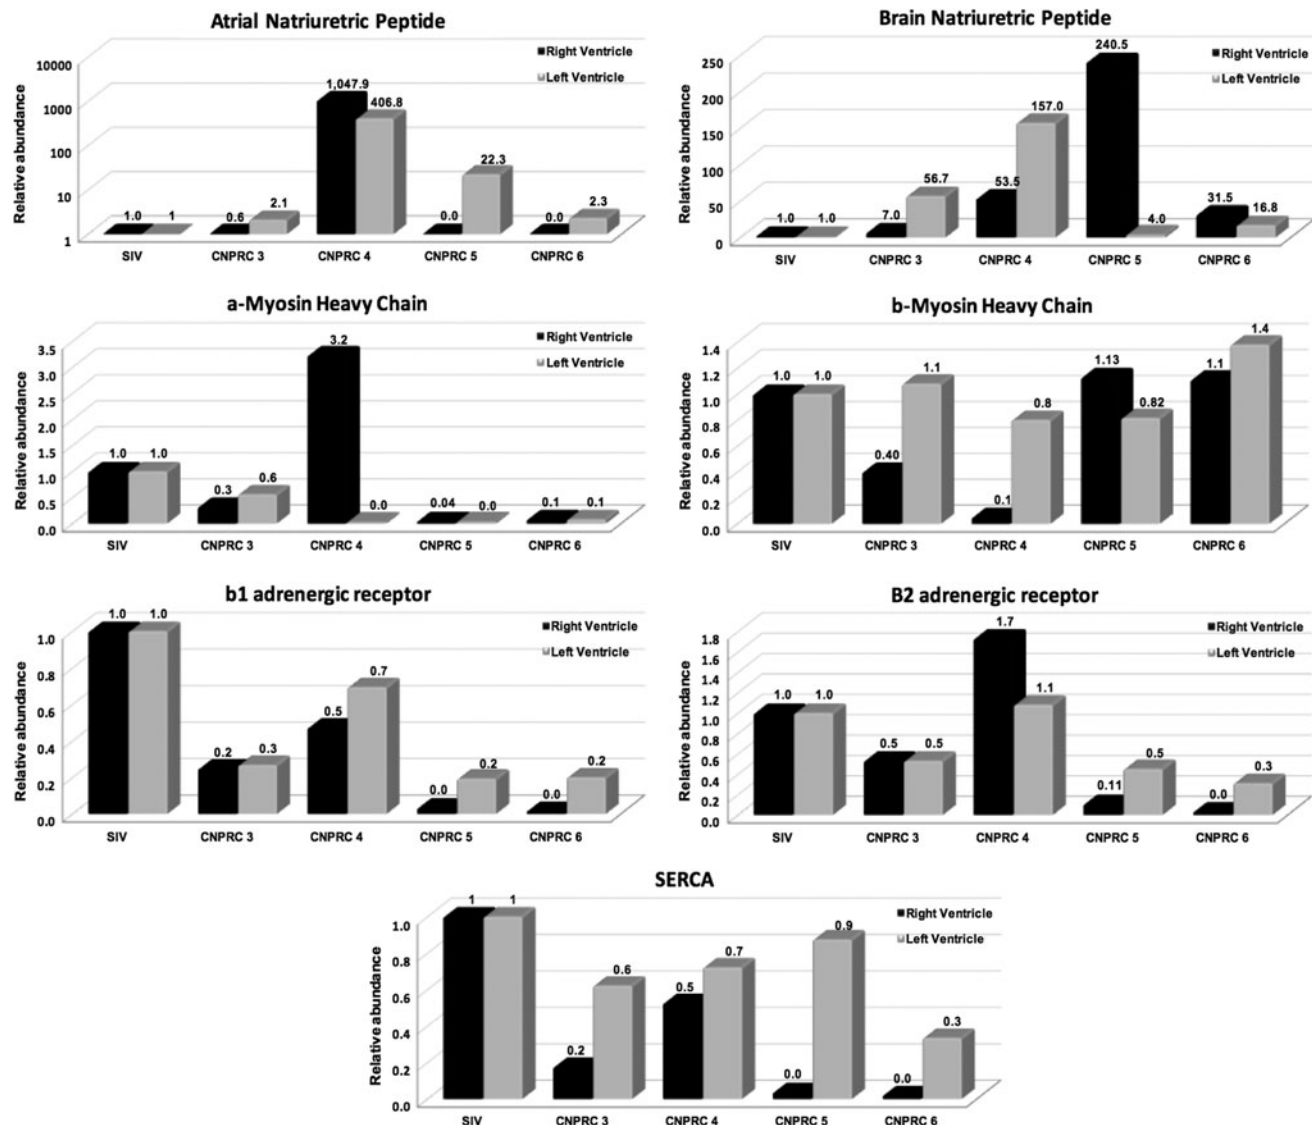 Atrial Natriuretric Peptide
Relative abundance
10000
1000
100
10
1
Right Ventricle
Left Ventricle
1.0
1
0.6
2.1
1,047.9
406.8
0.0
22.3
0.0
2.3
SIV
CNPRC 3
CNPRC 4
CNPRC 5
CNPRC 6
Brain Natriuretric Peptide
Relative abundance
250
200
150
100
50
0
Right Ventricle
Left Ventricle
1.0
1.0
7.0
56.7
53.5
157.0
240.5
4.0
31.5
16.8
SIV
CNPRC 3
CNPRC 4
CNPRC 5
CNPRC 6
a-Myosin Heavy Chain
Relative abundance
3.5
3.0
2.5
2.0
1.5
1.0
0.5
0.0
Right Ventricle
Left Ventricle
1.0
1.0
0.3
0.6
3.2
0.0
0.04
0.0
0.1
0.1
SIV
CNPRC 3
CNPRC 4
CNPRC 5
CNPRC 6
b-Myosin Heavy Chain
Relative abundance
1.4
1.2
1.0
0.8
0.6
0.4
0.2
0.0
Right Ventricle
Left Ventricle
1.0
1.0
0.40
1.1
0.1
0.8
1.13
0.82
1.1
1.4
SIV
CNPRC 3
CNPRC 4
CNPRC 5
CNPRC 6
b1 adrenergic receptor
Relative abundance
1.0
0.8
0.6
0.4
0.2
0.0
Right Ventricle
Left Ventricle
1.0
1.0
0.2
0.3
0.5
0.7
0.0
0.2
0.0
0.2
SIV
CNPRC 3
CNPRC 4
CNPRC 5
CNPRC 6
B2 adrenergic receptor
Relative abundance
1.8
1.6
1.4
1.2
1.0
0.8
0.6
0.4
0.2
0.0
Right Ventricle
Left Ventricle
1.0
1.0
0.5
0.5
1.7
1.1
0.11
0.5
0.0
0.3
SIV
CNPRC 3
CNPRC 4
CNPRC 5
CNPRC 6
SERCA
Relative abundance
1.0
0.8
0.6
0.4
0.2
0.0
Right Ventricle
Left Ventricle
1
1
0.2
0.6
0.5
0.7
0.0
0.9
0.0
0.3
SIV
CNPRC 3
CNPRC 4
CNPRC 5
CNPRC 6